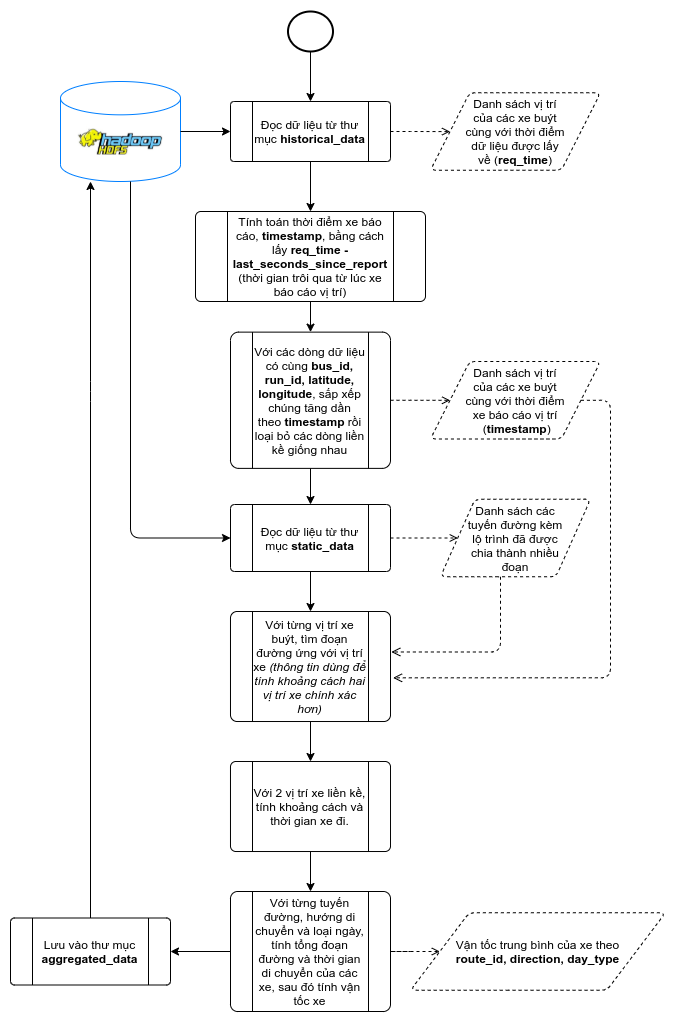 hadoop
HDFS
Đọc dữ liệu từ thư
mục historical_data
Danh sách vị trí
của các xe buýt
cùng với thời điểm
dữ liệu được lấy
về (req_time)
Tính toán thời điểm xe báo
cáo, timestamp, bằng cách
lấy req_time -
last_seconds_since_report
(thời gian trôi qua từ lúc xe
báo cáo vị trí)
Với các dòng dữ liệu
có cùng bus_id,
run_id, latitude,
longitude, sắp xếp
chúng tăng dần
theo timestamp rồi
loại bỏ các dòng liền
kề giống nhau
Danh sách vị trí
của các xe buýt
cùng với thời điểm
xe báo cáo vị trí
(timestamp)
Đọc dữ liệu từ thư
mục static_data
Danh sách các
tuyến đường kèm
lộ trình đã được
chia thành nhiều
đoạn
Với từng vị trí xe
buýt, tìm đoạn
đường ứng với vị trí
xe (thông tin dùng để
tính khoảng cách hai
vị trí xe chính xác
hơn)
Với 2 vị trí xe liền kề,
tính khoảng cách và
thời gian xe đi.
Với từng tuyến
đường, hướng di
chuyển và loại ngày,
tính tổng đoạn
đường và thời gian
di chuyển của các
xe, sau đó tính vận
tốc xe
Lưu vào thư mục
aggregated_data
Vận tốc trung bình của xe theo
route_id, direction, day_type